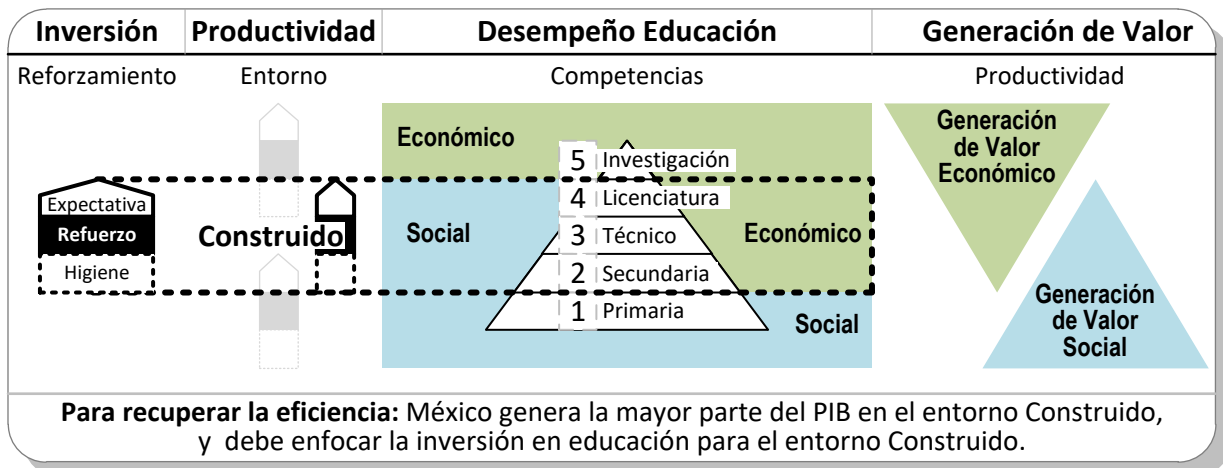 Inversión
Productividad
Desempeño Educación
Generación de Valor
Reforzamiento
Entorno
Competencias
Productividad
Económico
5 Investigación
4 Licenciatura
3 Técnico
2 Secundaria
1 Primaria
Expectativa
Refuerzo
Higiene
Construido
Social
Económico
Social
Generación
de Valor
Económico
Generación
de Valor
Social
Para recuperar la eficiencia: México genera la mayor parte del PIB en el entorno Construido,
y debe enfocar la inversión en educación para el entorno Construido.